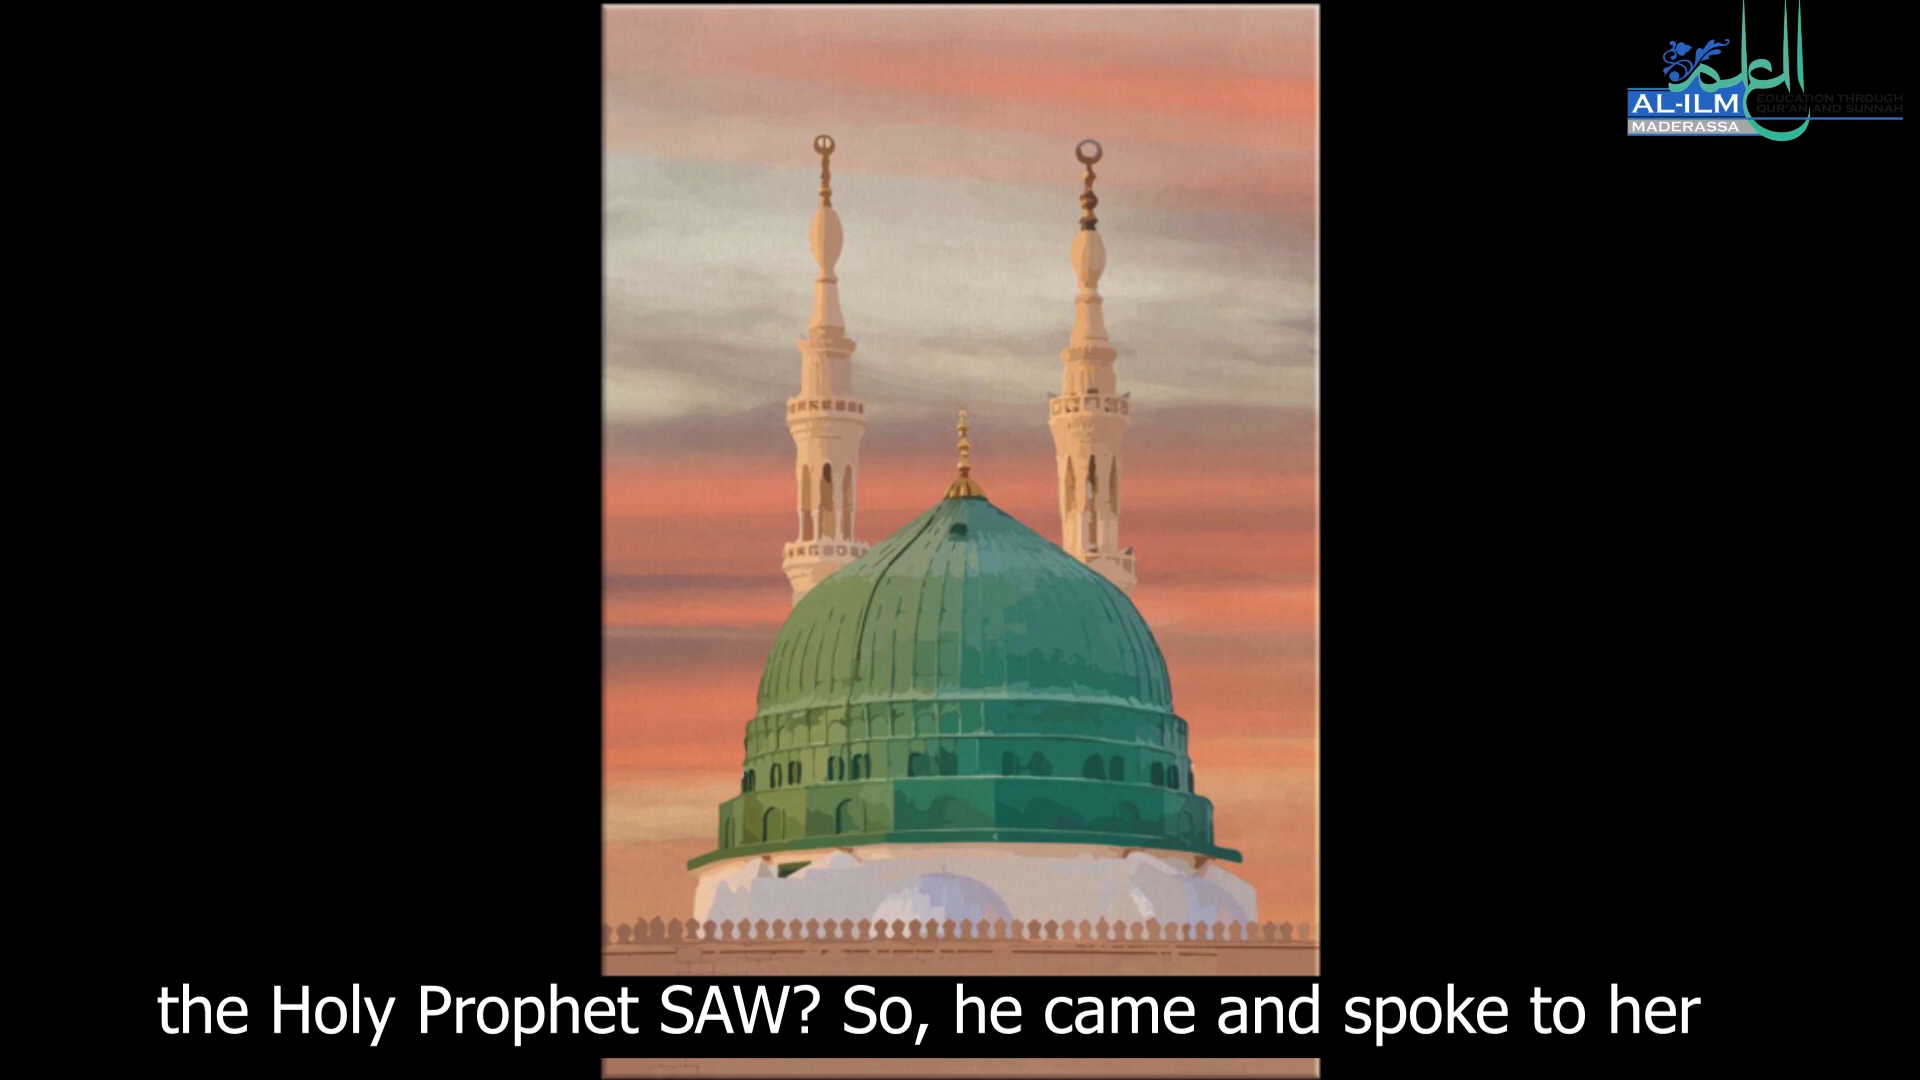 العلم
AL-ILM
MADERASSA
EDUCATION THROUGH
QUR'AN AND SUNNAH
the Holy Prophet SAW? So, he came and spoke to her